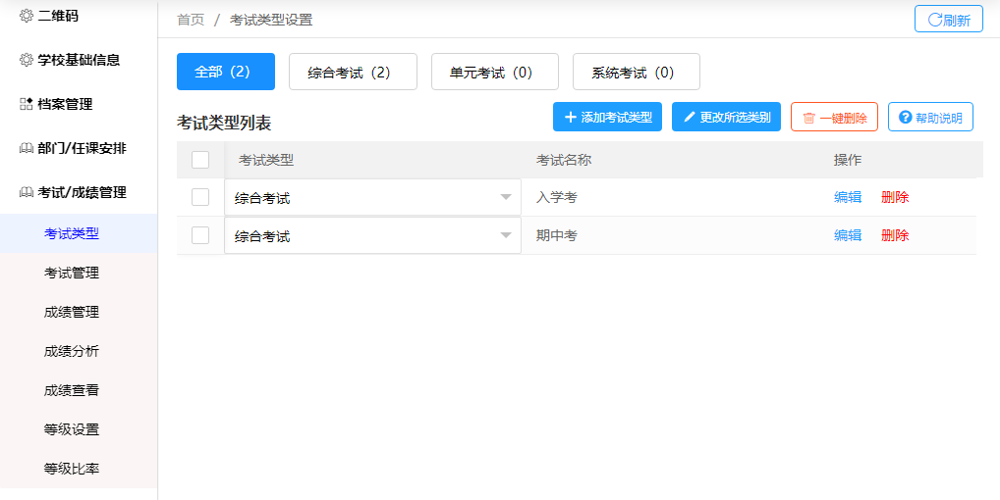 二维码
学校基础信息
档案管理
部门/任课安排
考试/成绩管理
考试类型
考试管理
成绩管理
成绩分析
成绩查看
等级设置
等级比率
首页 / 考试类型设置
刷新
全部（2） 综合考试（2） 单元考试（0） 系统考试（0）
考试类型列表
添加考试类型 更改所选类别 一键删除 帮助说明
考试类型 考试名称 操作
综合考试 入学考 编辑 删除
综合考试 期中考 编辑 删除